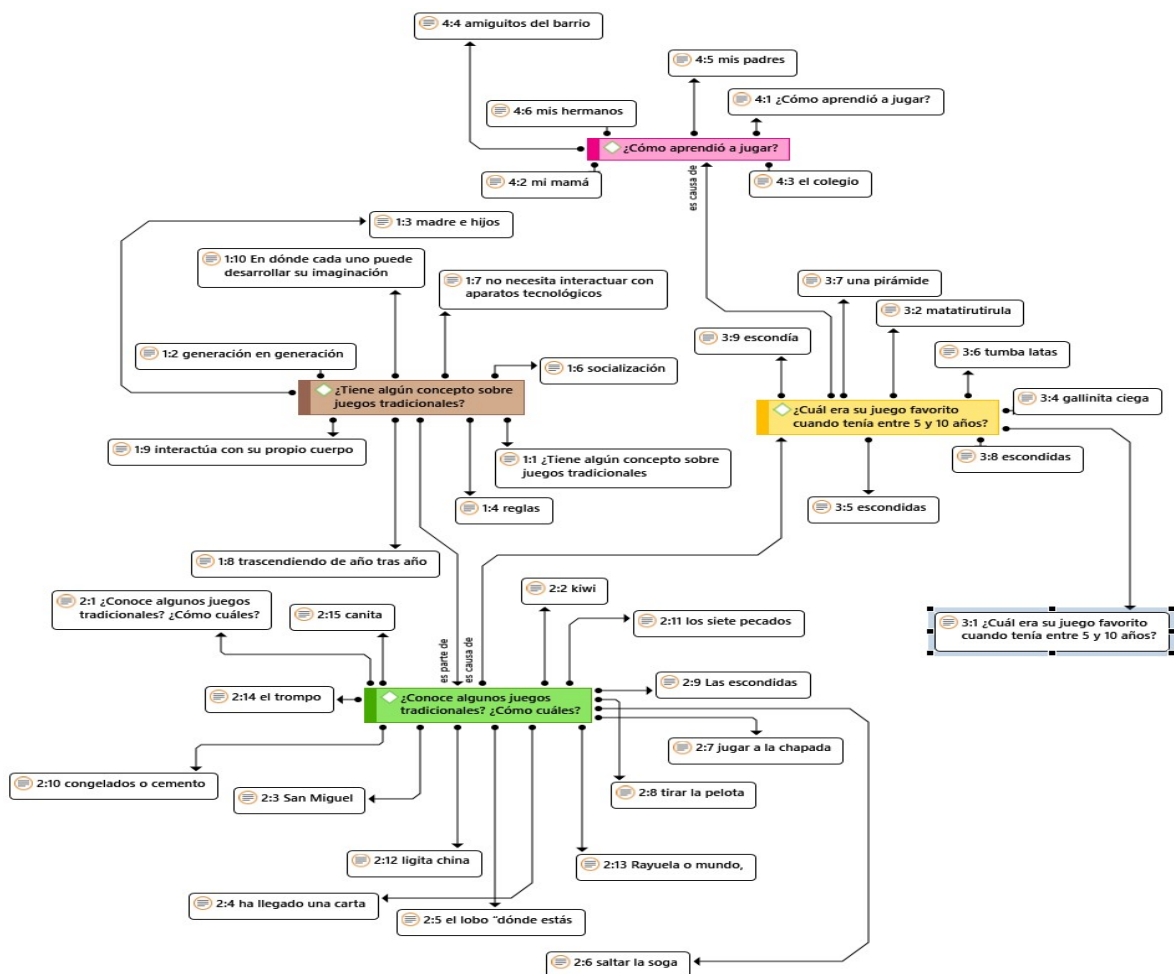 4:4 amiguitos del barrio
4:5 mis padres
4:1 ¿Cómo aprendió a jugar?
4:6 mis hermanos
¿Cómo aprendió a jugar?
4:2 mi mamá
4:3 el colegio
es causa de
1:3 madre e hijos
1:10 En dónde cada uno puede
desarrollar su imaginación
1:7 no necesita interactuar con
aparatos tecnológicos
3:7 una pirámide
3:2 matatirutirula
3:9 escondía
3:6 tumba latas
1:2 generación en generación
1:6 socialización
¿Tiene algún concepto sobre
juegos tradicionales?
3:4 gallinita ciega
¿Cuál era su juego favorito
cuando tenía entre 5 y 10 años?
1:9 interactúa con su propio cuerpo
1:1 ¿Tiene algún concepto sobre
juegos tradicionales
3:8 escondidas
1:4 reglas
3:5 escondidas
1:8 trascendiendo de año tras año
2:1 ¿Conoce algunos juegos
tradicionales? ¿Cómo cuáles?
2:15 canita
2:2 kiwi
2:11 los siete pecados
3:1 ¿Cuál era su juego favorito
cuando tenía entre 5 y 10 años?
es parte de
es causa de
2:14 el trompo
¿Conoce algunos juegos
tradicionales? ¿Cómo cuáles?
2:9 Las escondidas
2:7 jugar a la chapada
2:10 congelados o cemento
2:3 San Miguel
2:8 tirar la pelota
2:12 ligita china
2:13 Rayuela o mundo,
2:4 ha llegado una carta
2:5 el lobo ¨dónde estás
2:6 saltar la soga